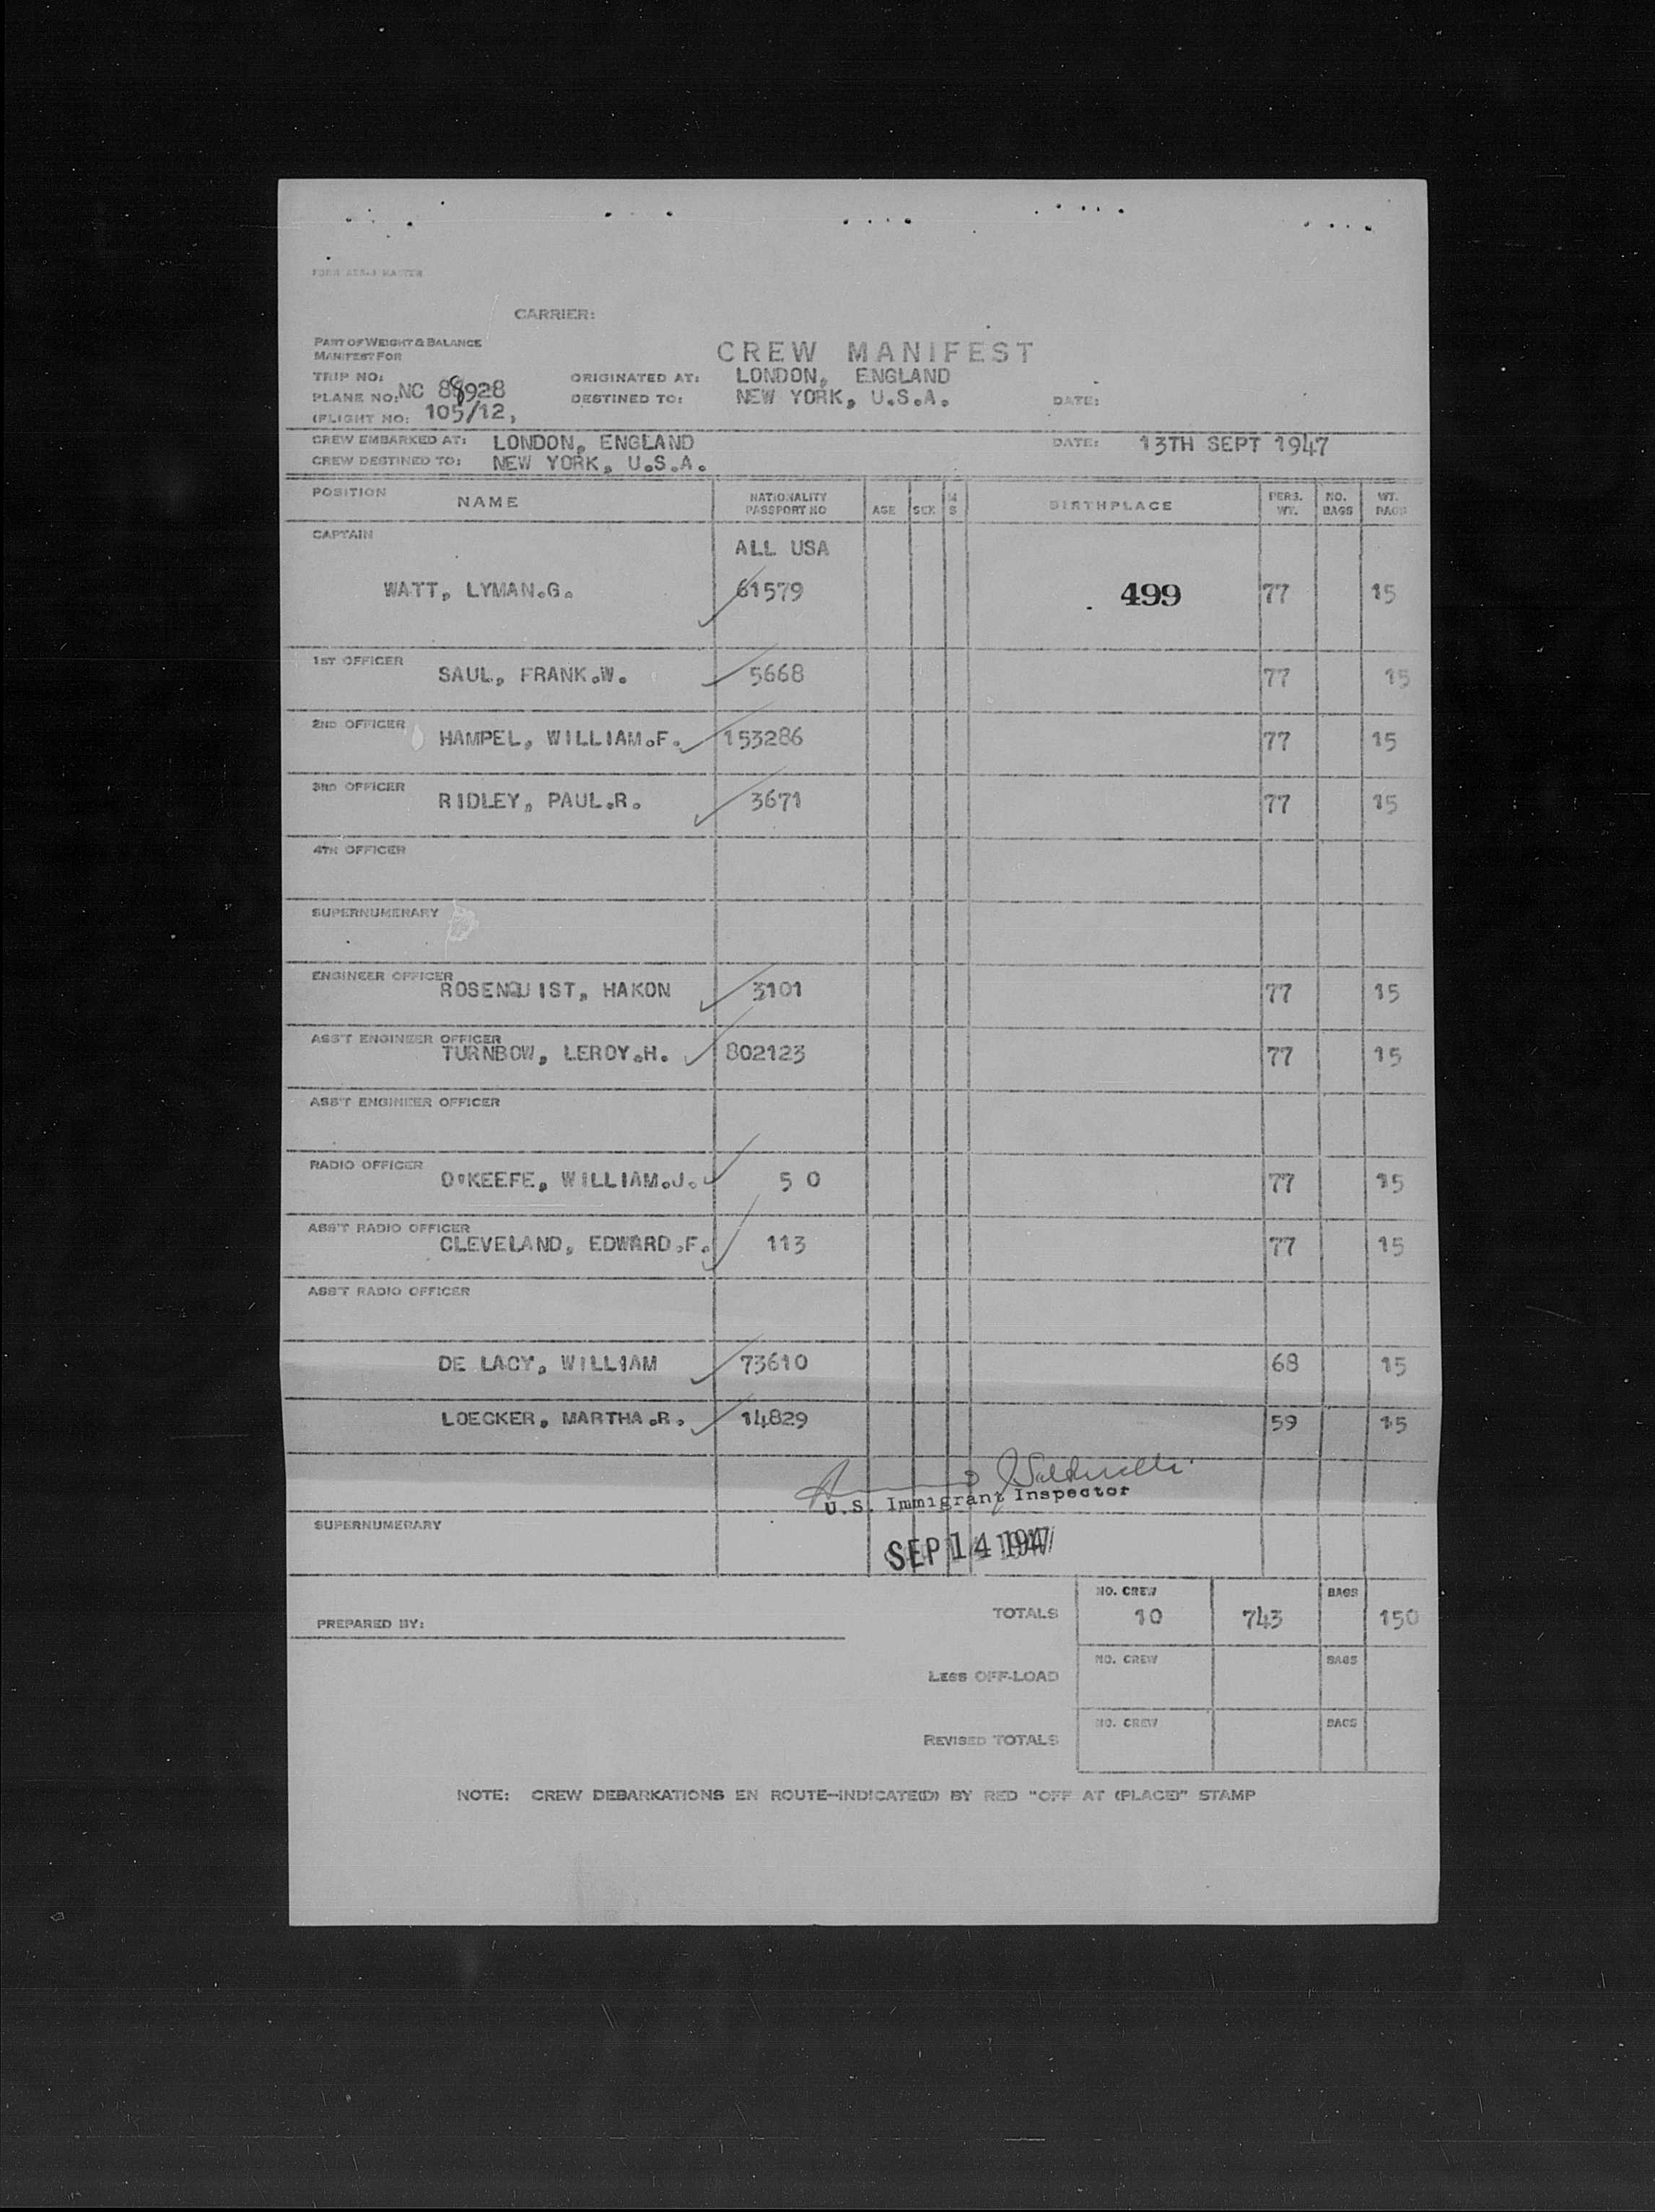 CARRIER:
PART OF WEIGHT & BALANCE
MANIFEST FOR
CREW MANIFEST
TRIP NO:
ORIGINATED AT: LONDON, ENGLAND
PLANE NO: NC 88928
DESTINED TO: NEW YORK, U.S.A.
DATE:
(FLIGHT NO: 105/12,
CREW EMBARKED AT: LONDON, ENGLAND DATE: 13TH SEPT 1947
CREW DESTINED TO: NEW YORK, U.S.A.
POSITION NAME NATIONALITY PASSPORT NO AGE SEX M S BIRTHPLACE PERS. WT. NO. BAGS WT. BAGS
CAPTAIN
ALL USA
WATT, LYMAN.G. 61579 499 77 15
1ST OFFICER SAUL, FRANK.W. 5668 77 15
2ND OFFICER HAMPEL, WILLIAM.F. 153286 77 15
3RD OFFICER RIDLEY, PAUL.R. 3671 77 15
4TH OFFICER
SUPERNUMERARY
ENGINEER OFFICER ROSENQUIST, HAKON 3101 77 15
ASS'T ENGINEER OFFICER TURNBOW, LEROY.H. 802123 77 15
ASS'T ENGINEER OFFICER
RADIO OFFICER O'KEEFE, WILLIAM.J. 5 0 77 15
ASS'T RADIO OFFICER CLEVELAND, EDWARD.F. 113 77 15
ASS'T RADIO OFFICER
DE LACY, WILLIAM 73610 68 15
LOECKER, MARTHA.R. 14829 59 15
U.S. Immigrant Inspector
SUPERNUMERARY
SEP 14 1947
PREPARED BY:
TOTALS NO. CREW 10 743 BAGS 150
LESS OFF-LOAD NO. CREW BAGS
REVISED TOTALS NO. CREW BAGS
NOTE: CREW DEBARKATIONS EN ROUTE—INDICATE(D) BY RED "OFF AT (PLACE)" STAMP